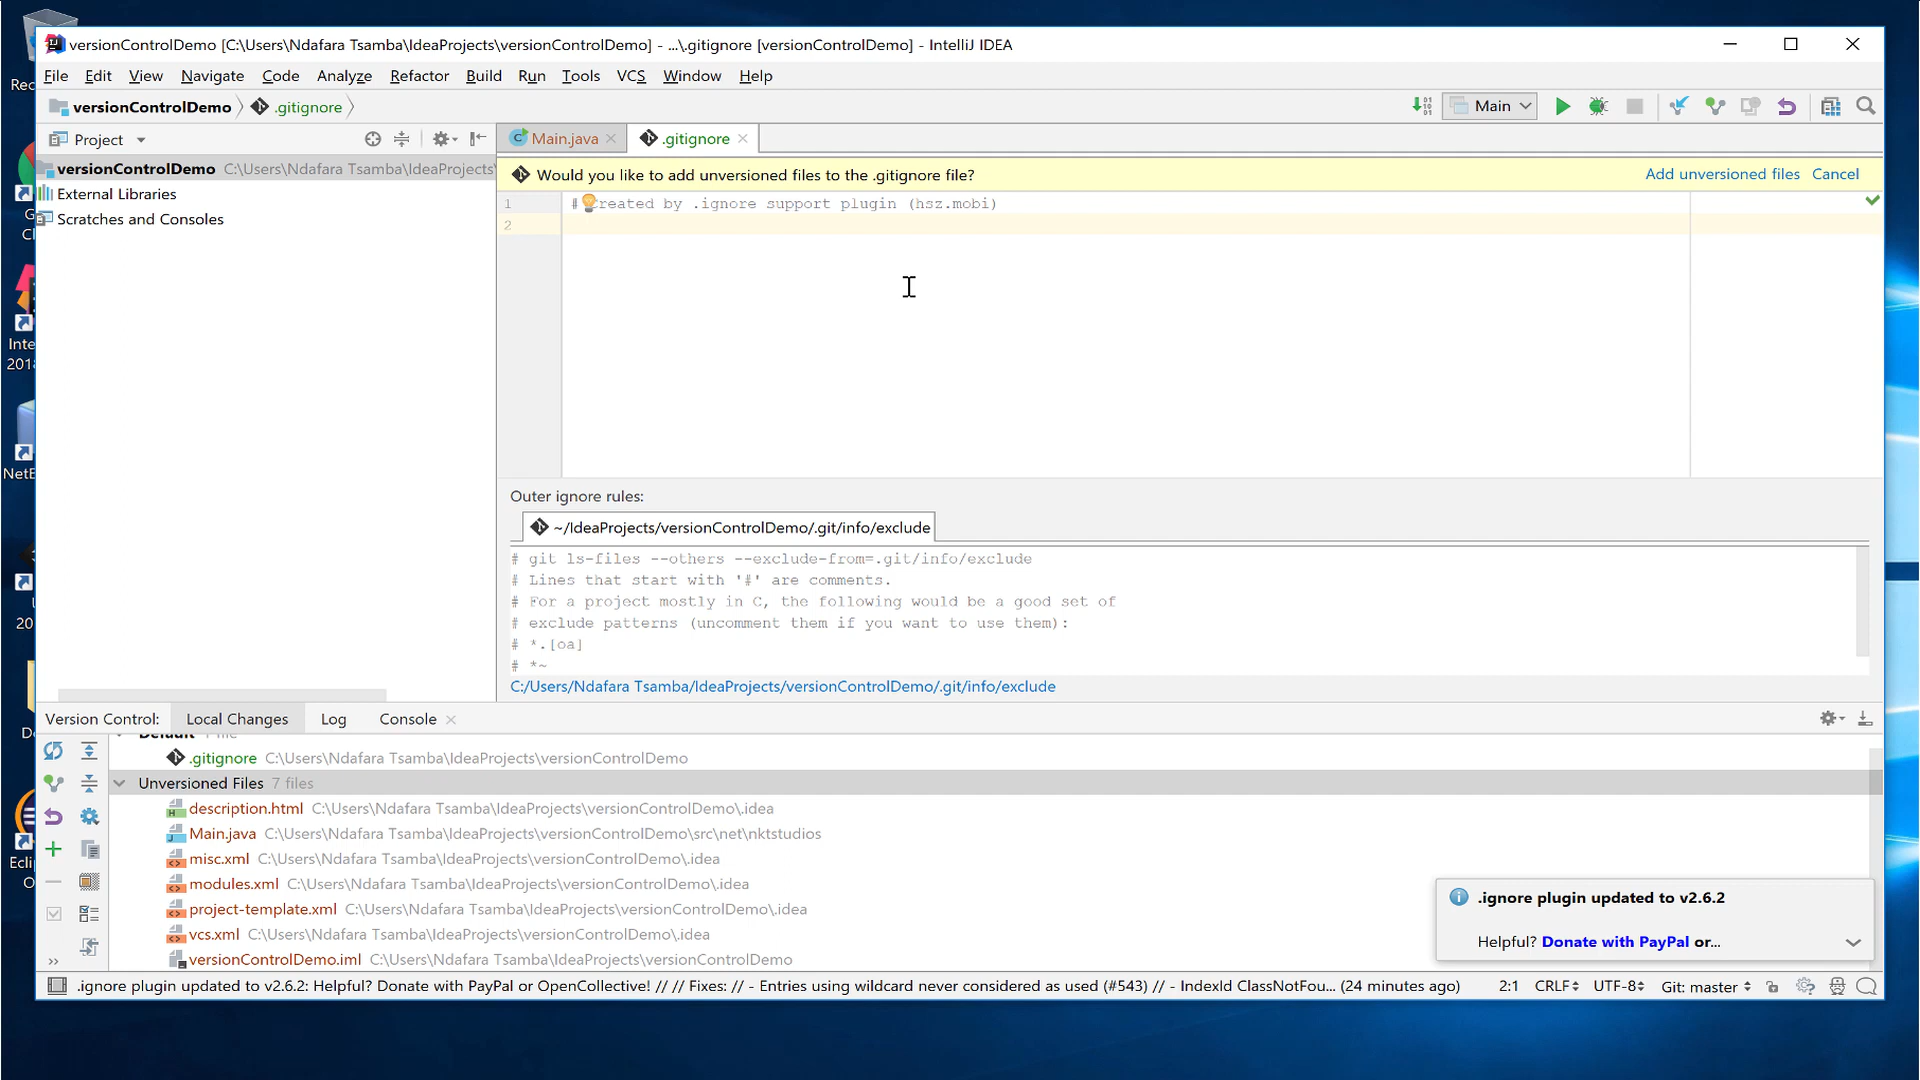 versionControlDemo [C:\Users\Ndafara Tsamba\IdeaProjects\versionControlDemo] - ...\.gitignore [versionControlDemo] - IntelliJ IDEA
File Edit View Navigate Code Analyze Refactor Build Run Tools VCS Window Help
versionControlDemo .gitignore
Main
Project
Main.java .gitignore
versionControlDemo C:\Users\Ndafara Tsamba\IdeaProjects
External Libraries
Scratches and Consoles
Would you like to add unversioned files to the .gitignore file? Add unversioned files Cancel
1 # Created by .ignore support plugin (hsz.mobi)
2
Outer ignore rules:
~/IdeaProjects/versionControlDemo/.git/info/exclude
# git ls-files --others --exclude-from=.git/info/exclude
# Lines that start with '#' are comments.
# For a project mostly in C, the following would be a good set of
# exclude patterns (uncomment them if you want to use them):
# *.[oa]
# *~
C:/Users/Ndafara Tsamba/IdeaProjects/versionControlDemo/.git/info/exclude
Version Control: Local Changes Log Console
Default 1 file
.gitignore C:\Users\Ndafara Tsamba\IdeaProjects\versionControlDemo
Unversioned Files 7 files
description.html C:\Users\Ndafara Tsamba\IdeaProjects\versionControlDemo\.idea
Main.java C:\Users\Ndafara Tsamba\IdeaProjects\versionControlDemo\src\net\nktstudios
misc.xml C:\Users\Ndafara Tsamba\IdeaProjects\versionControlDemo\.idea
modules.xml C:\Users\Ndafara Tsamba\IdeaProjects\versionControlDemo\.idea
project-template.xml C:\Users\Ndafara Tsamba\IdeaProjects\versionControlDemo\.idea
vcs.xml C:\Users\Ndafara Tsamba\IdeaProjects\versionControlDemo\.idea
versionControlDemo.iml C:\Users\Ndafara Tsamba\IdeaProjects\versionControlDemo
.ignore plugin updated to v2.6.2
Helpful? Donate with PayPal or...
.ignore plugin updated to v2.6.2: Helpful? Donate with PayPal or OpenCollective! // // Fixes: // - Entries using wildcard never considered as used (#543) // - IndexId ClassNotFou... (24 minutes ago) 2:1 CRLF UTF-8 Git: master